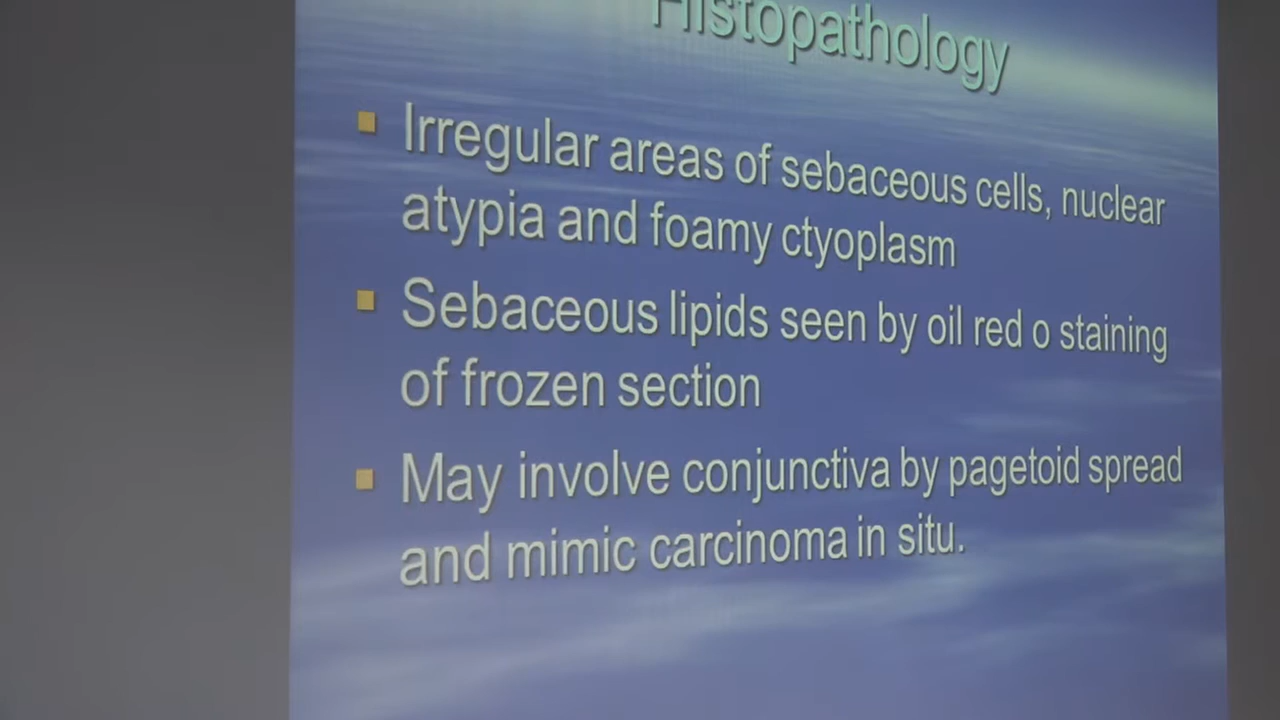 Histopathology
Irregular areas of sebaceous cells, nuclear
atypia and foamy ctyoplasm
Sebaceous lipids seen by oil red o staining
of frozen section
May involve conjunctiva by pagetoid spread
and mimic carcinoma in situ.